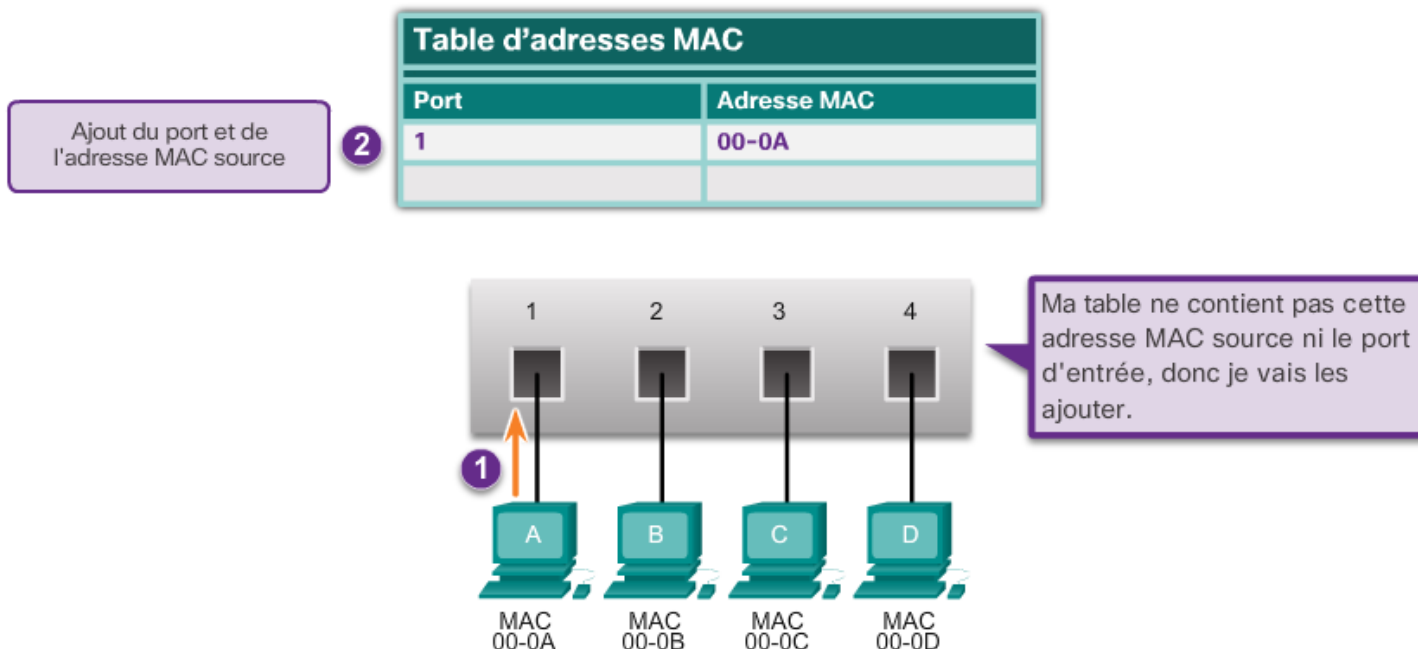 Table d'adresses MAC
Port Adresse MAC
Ajout du port et de
l'adresse MAC source
2
1 00-0A
1 2 3 4
Ma table ne contient pas cette
adresse MAC source ni le port
d'entrée, donc je vais les
ajouter.
1
A B C D
MAC MAC MAC MAC
00-0A 00-0B 00-0C 00-0D